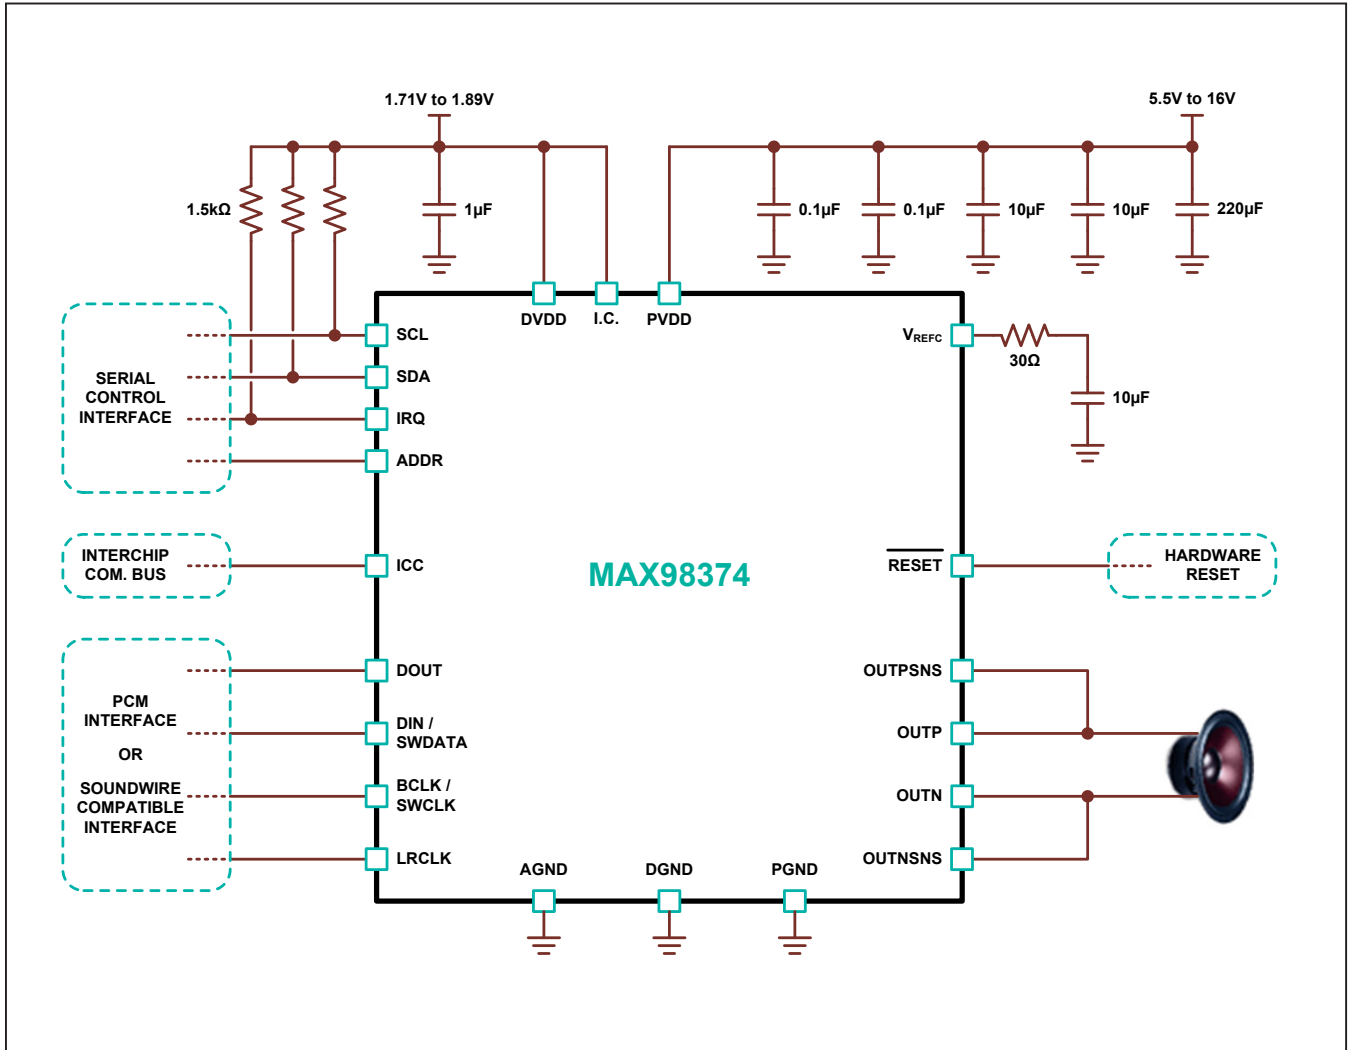 1.71V to 1.89V
5.5V to 16V
1.5kΩ
1µF
0.1µF
0.1µF
10µF
10µF
220µF
DVDD
I.C.
PVDD
SCL
SDA
IRQ
ADDR
SERIAL
CONTROL
INTERFACE
VREFC
30Ω
10µF
INTERCHIP
COM. BUS
ICC
MAX98374
RESET
HARDWARE
RESET
DOUT
DIN /
SWDATA
BCLK /
SWCLK
LRCLK
PCM
INTERFACE
OR
SOUNDWIRE
COMPATIBLE
INTERFACE
OUTPSNS
OUTP
OUTN
OUTNSNS
AGND
DGND
PGND